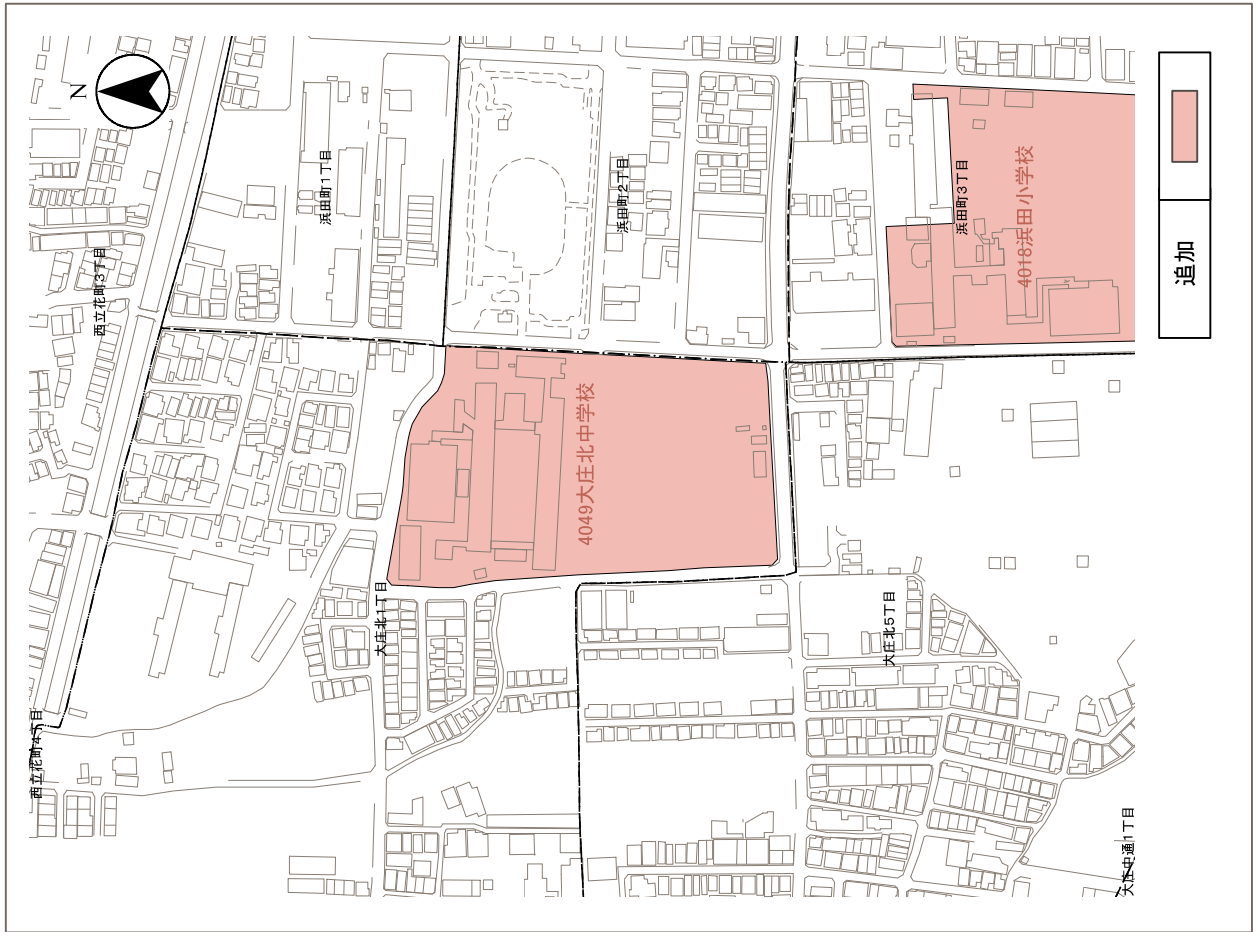 N
西立花町3丁目
浜田町1丁目
浜田町2丁目
浜田町3丁目
4018浜田小学校
追加
4049大庄北中学校
大庄北1丁目
大庄北5丁目
西立花町4丁目
大庄中通1丁目